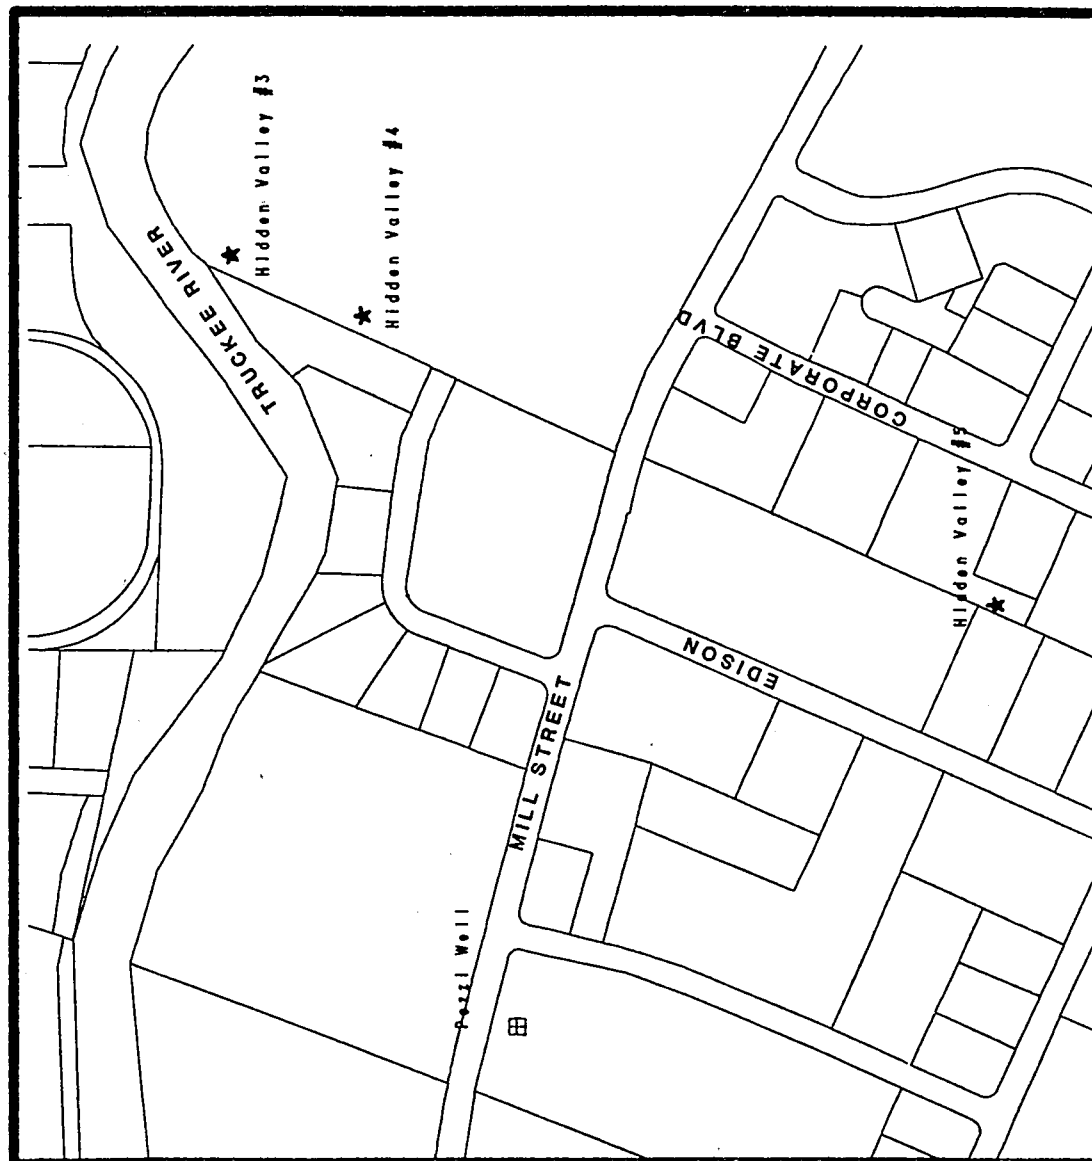 Hidden Valley #3
Hidden Valley #4
TRUCKEE RIVER
CORPORATE BLVD
Hidden Valley #5
EDISON
MILL STREET
Pezzi Well